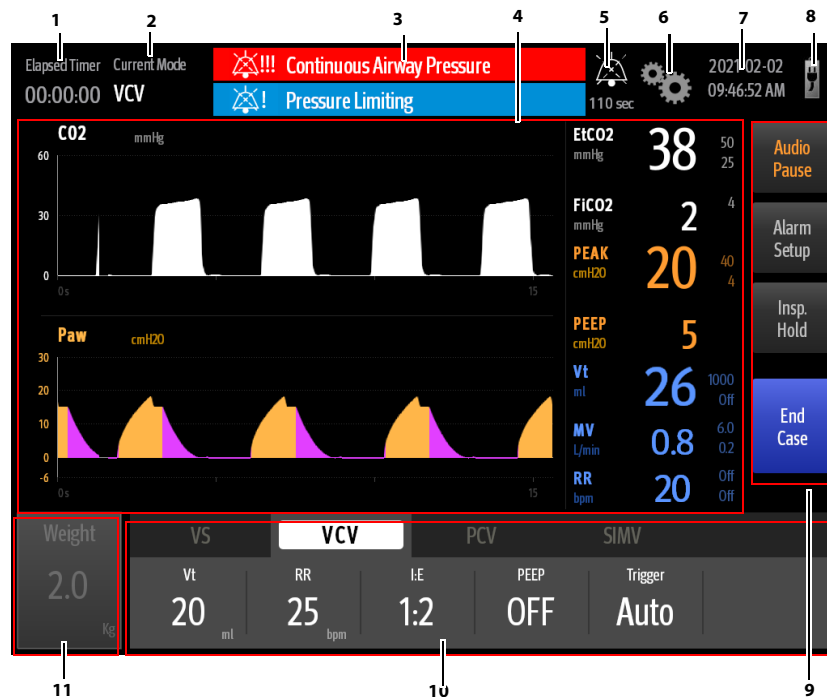 1
2
3
4
5
6
7
8
Elapsed Timer
00:00:00
Current Mode
VCV
!!! Continuous Airway Pressure
! Pressure Limiting
110 sec
2021-02-02
09:46:52 AM
CO2 mmHg
60
30
0
0 s 15
Paw cmH2O
30
20
10
0
-6
0 s 15
EtCO2
mmHg
38
50
25
FiCO2
mmHg
2
4
PEAK
cmH2O
20
40
4
PEEP
cmH2O
5
Vt
ml
26
1000
Off
MV
L/min
0.8
6.0
0.2
RR
bpm
20
Off
Off
Audio
Pause
Alarm
Setup
Insp.
Hold
End
Case
Weight
2.0
Kg
VS VCV PCV SIMV
Vt RR I:E PEEP Trigger
20 ml 25 bpm 1:2 OFF Auto
11
10
9